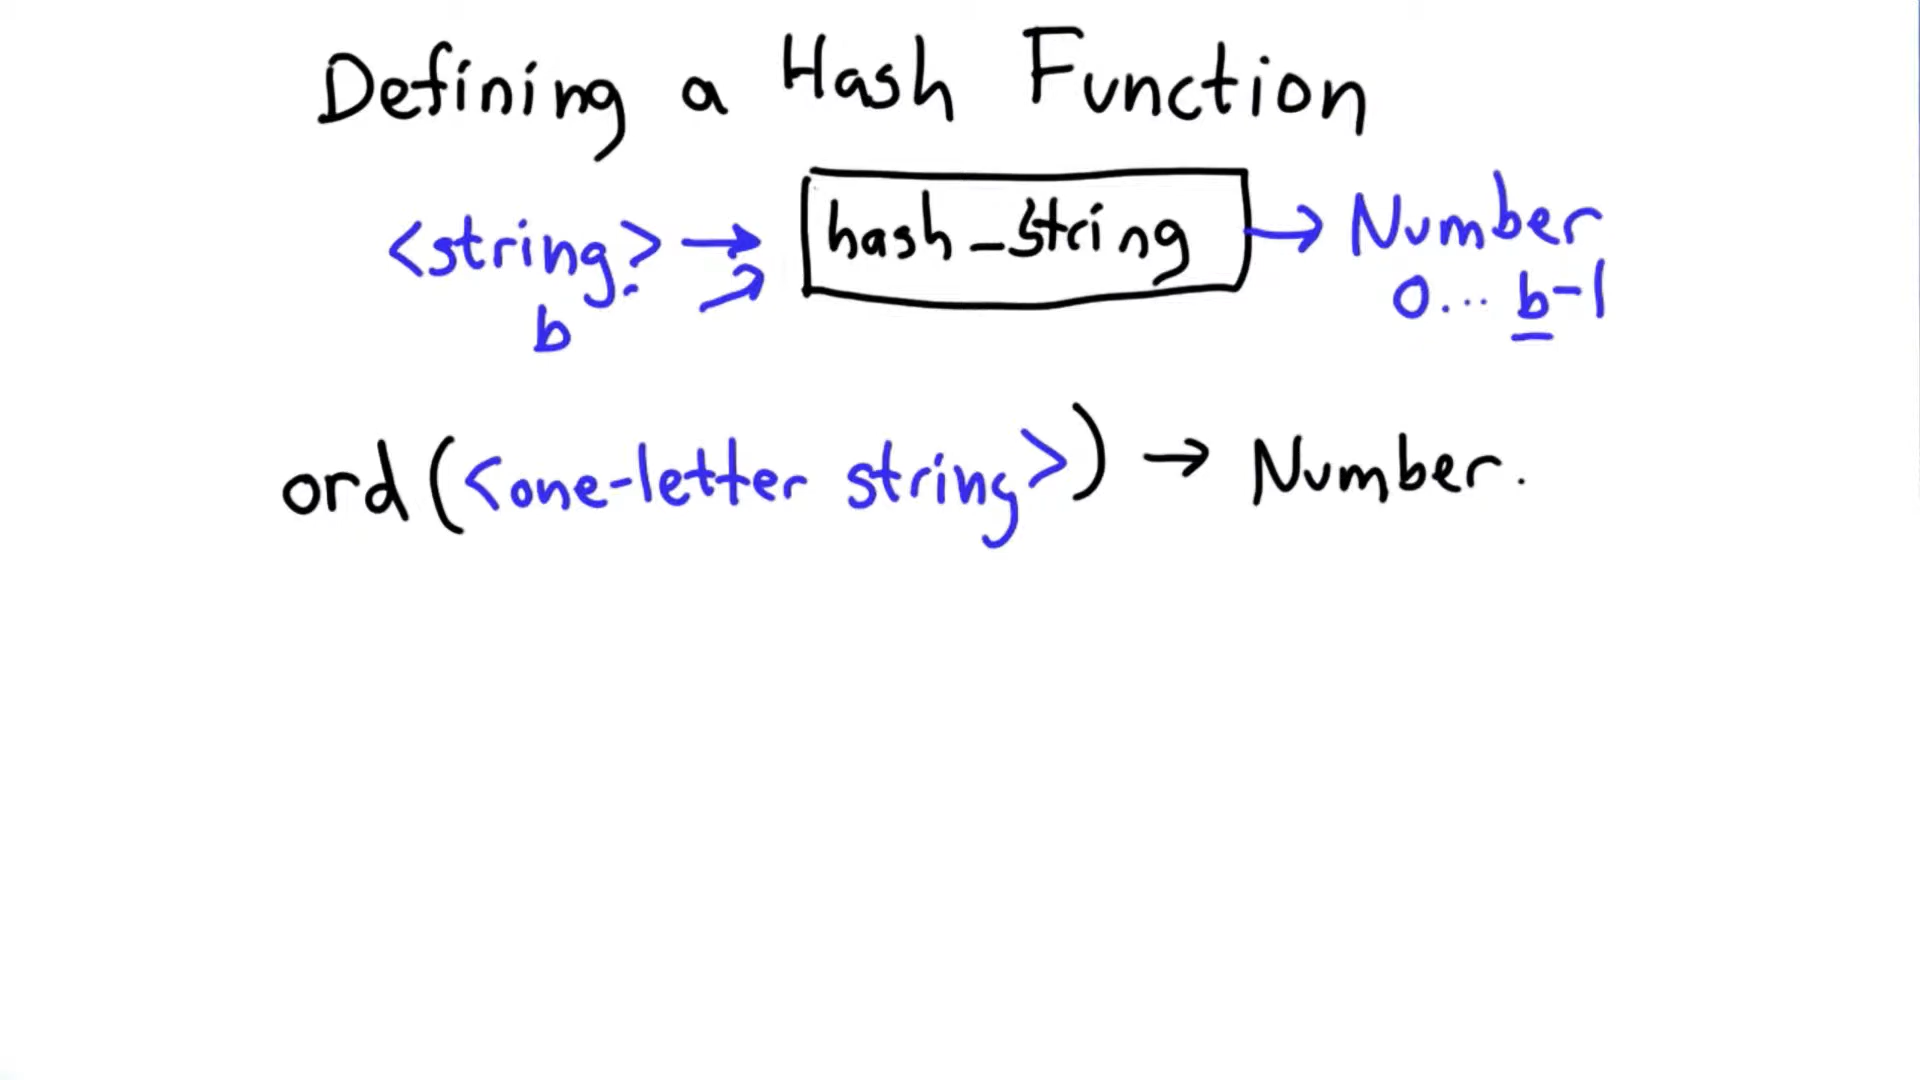 Defining a Hash Function
<string> → hash_string → Number
b 0... b-1
ord (<one-letter string>) → Number.